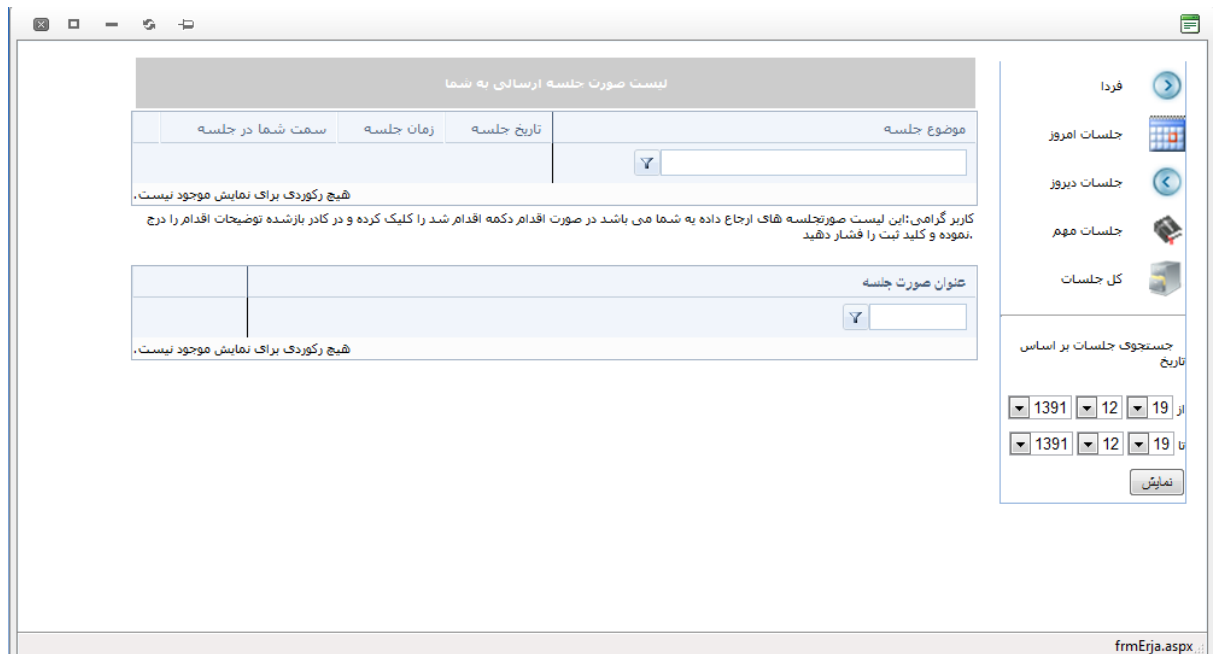 فردا
جلسات امروز
جلسات دیروز
جلسات مهم
کل جلسات
جستجوی جلسات بر اساس
تاریخ
از 19 12 1391
تا 19 12 1391
نمایش
لیست صورت جلسه ارسالی به شما
موضوع جلسه تاریخ جلسه زمان جلسه سمت شما در جلسه
هیچ رکوردی برای نمایش موجود نیست.
کاربر گرامی:این لیست صورتجلسه های ارجاع داده یه شما می باشد در صورت اقدام دکمه اقدام شد را کلیک کرده و در کادر بازشده توضیحات اقدام را درج
.نموده و کلید ثبت را فشار دهید
عنوان صورت جلسه
هیچ رکوردی برای نمایش موجود نیست.
frmErja.aspx